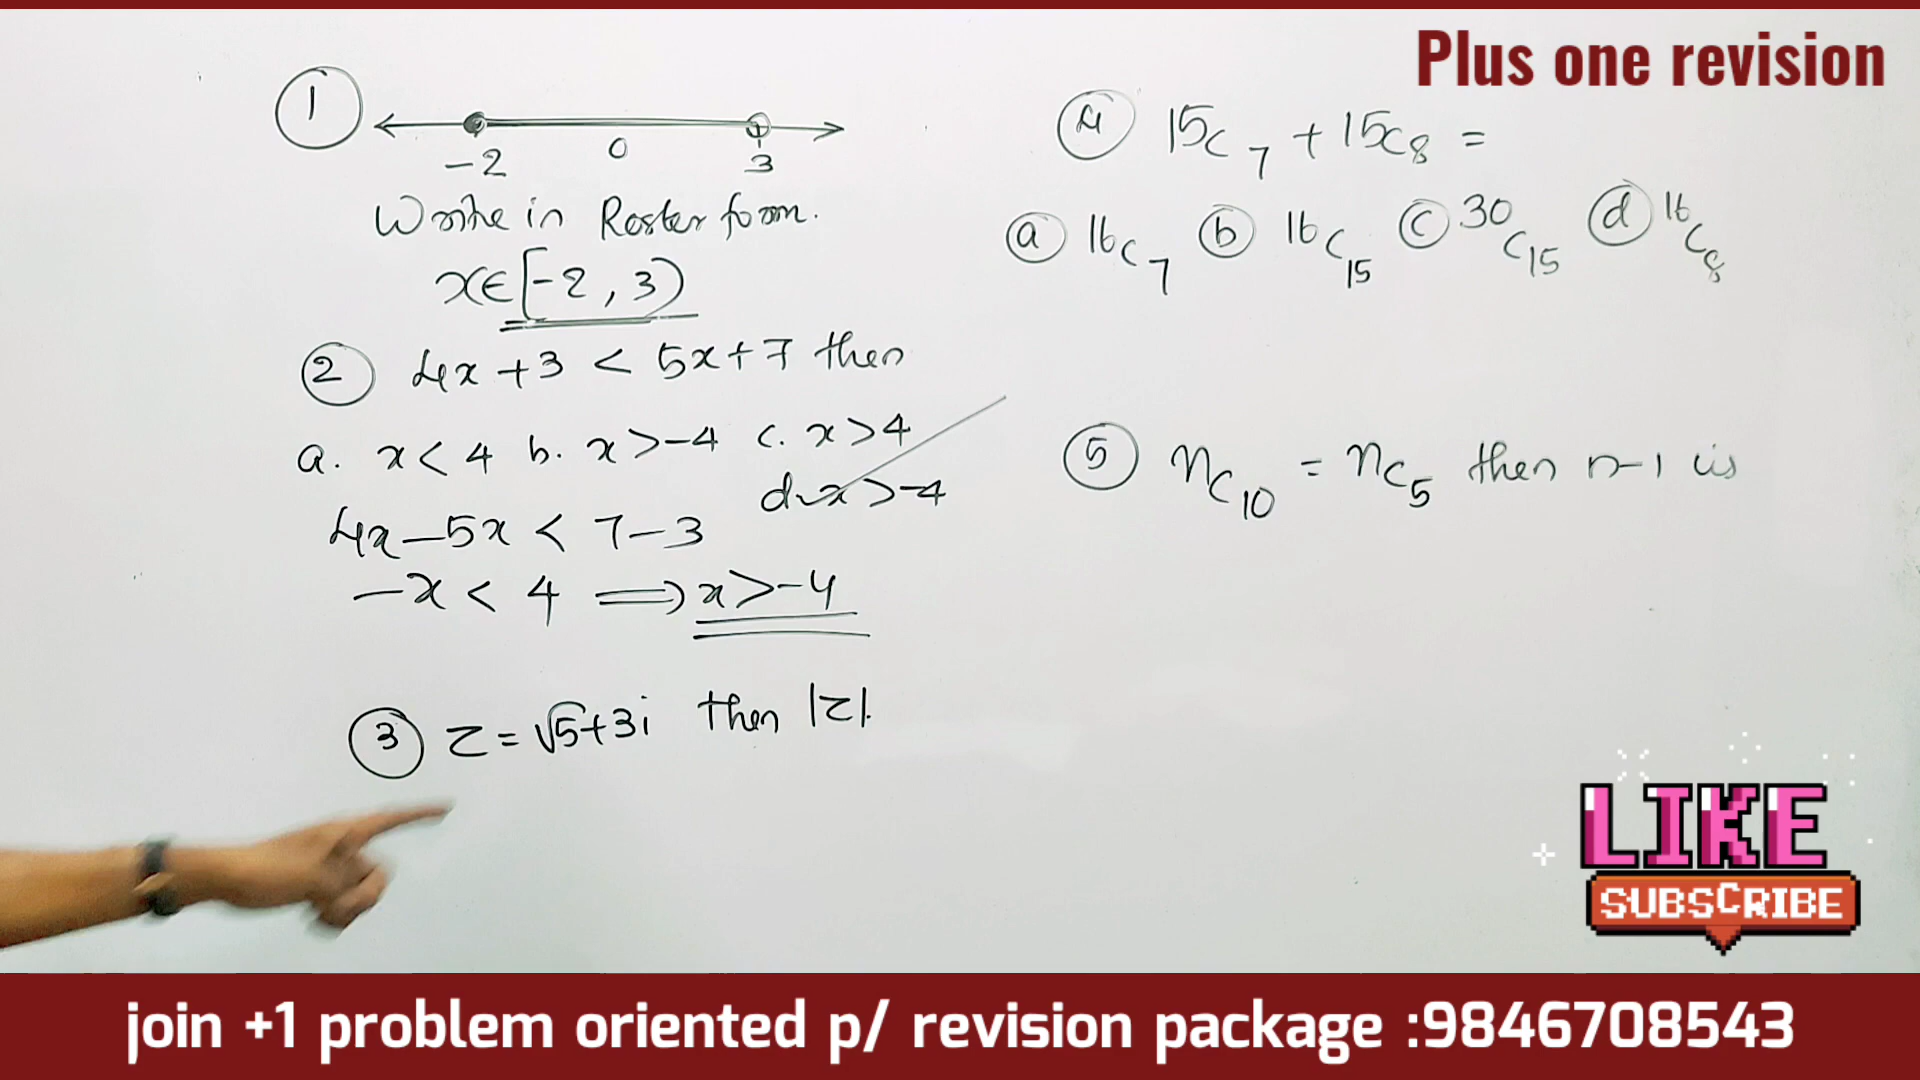 Plus one revision
1
-2 0 3
Write in Roster form.
x∈[-2, 3)
2 4x+3 < 5x+7 then
a. x<4 b. x>-4 c. x>4
d. x>-4
4x-5x < 7-3
-x < 4 ⟹ x>-4
3 z = √5+3i then |z|.
4 15C7 + 15C8 =
a 16C7 b 16C15 c 30C15 d 16C8
5 nC10 = nC5 then n-1 is
LIKE
SUBSCRIBE
join +1 problem oriented p/ revision package :9846708543